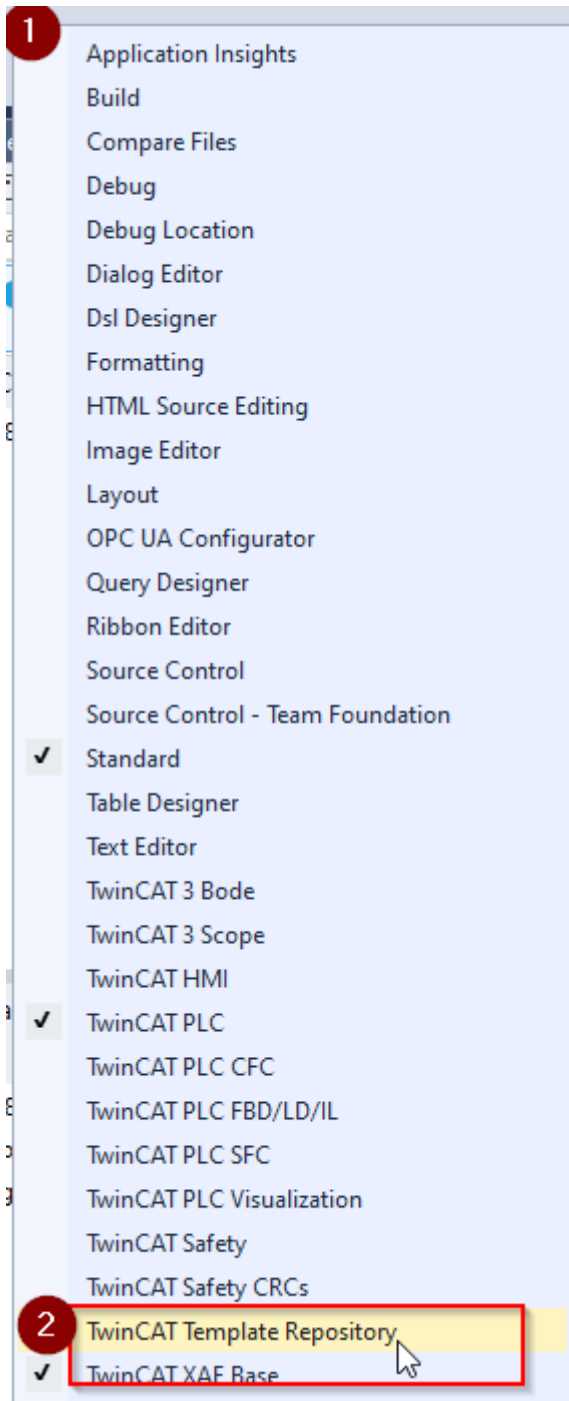 1
Application Insights
Build
Compare Files
Debug
Debug Location
Dialog Editor
Dsl Designer
Formatting
HTML Source Editing
Image Editor
Layout
OPC UA Configurator
Query Designer
Ribbon Editor
Source Control
Source Control - Team Foundation
Standard
Table Designer
Text Editor
TwinCAT 3 Bode
TwinCAT 3 Scope
TwinCAT HMI
TwinCAT PLC
TwinCAT PLC CFC
TwinCAT PLC FBD/LD/IL
TwinCAT PLC SFC
TwinCAT PLC Visualization
TwinCAT Safety
TwinCAT Safety CRCs
2 TwinCAT Template Repository
TwinCAT XAE Base